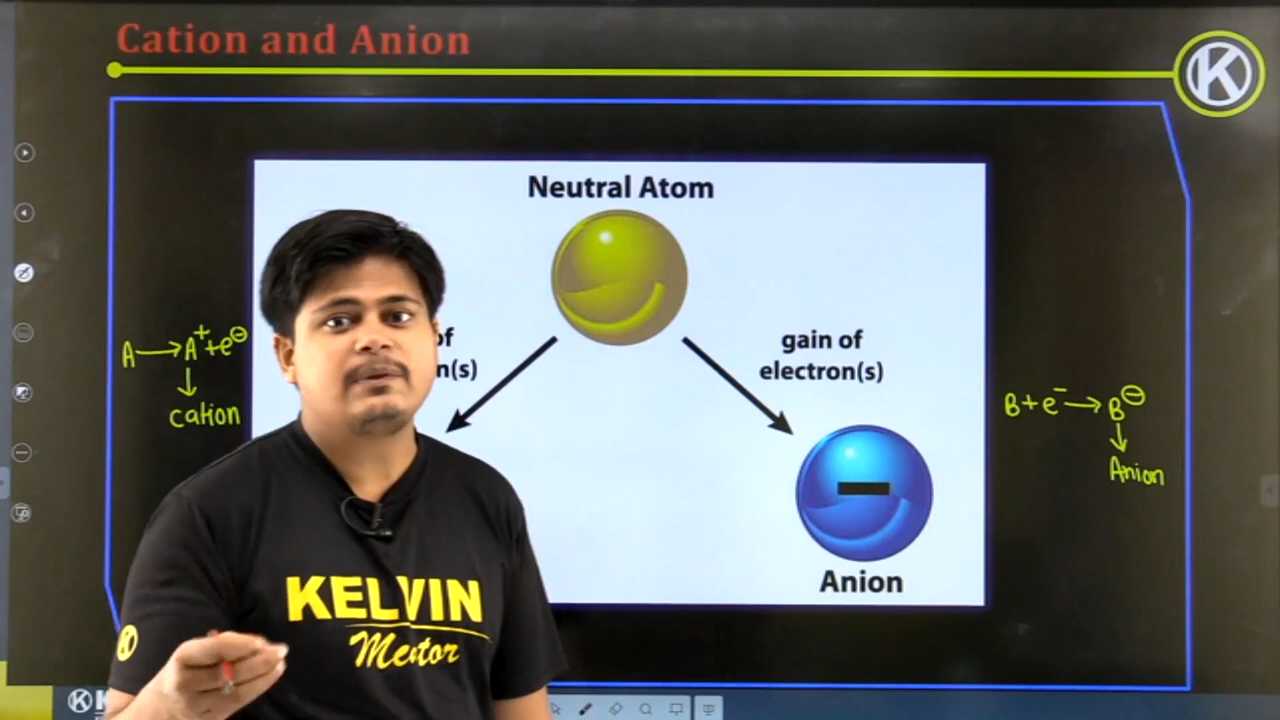 Cation and Anion
K
Neutral Atom
of
n(s)
gain of
electron(s)
A→A⁺+e⊖
↓
cation
B+e⁻→B⊖
↓
Anion
−
Anion
KELVIN
Mentor
K
K K